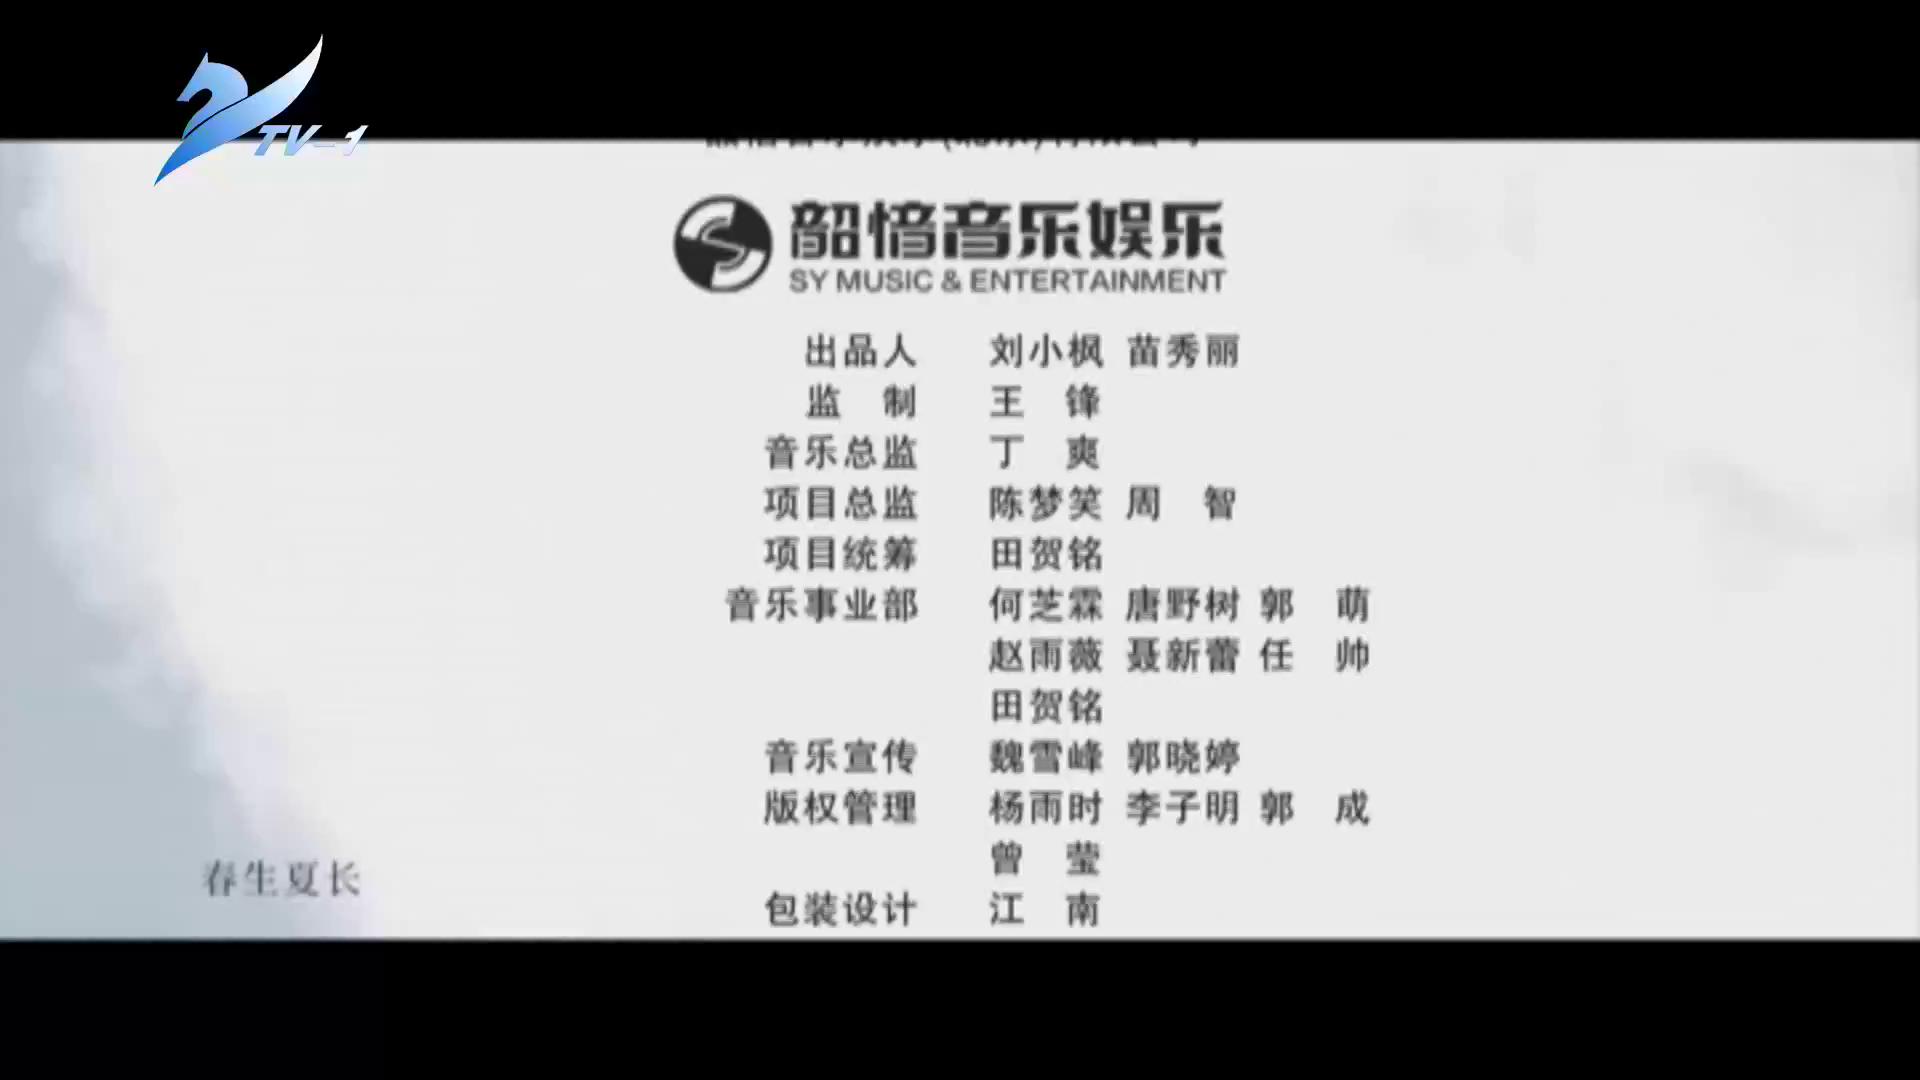 TV-1
韶愔音乐娱乐
SY MUSIC & ENTERTAINMENT
出品人 刘小枫 苗秀丽
监 制 王 锋
音乐总监 丁 爽
项目总监 陈梦笑 周 智
项目统筹 田贺铭
音乐事业部 何芝霖 唐野树 郭 萌
赵雨薇 聂新蕾 任 帅
田贺铭
音乐宣传 魏雪峰 郭晓婷
版权管理 杨雨时 李子明 郭 成
曾 莹
包装设计 江 南
春生夏长